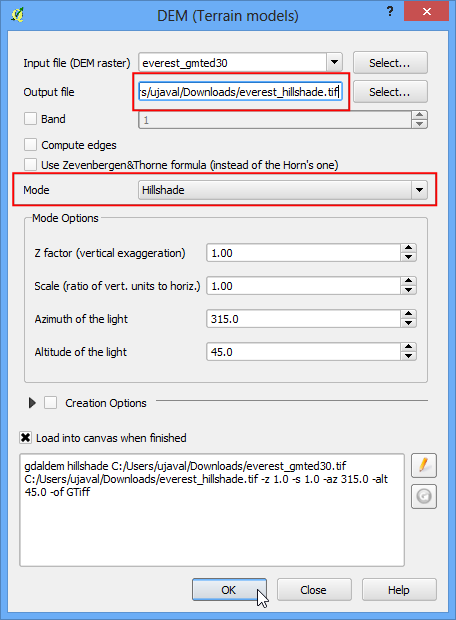 DEM (Terrain models)
?
Input file (DEM raster) everest_gmted30 Select...
Output file rs/ujaval/Downloads/everest_hillshade.tif Select...
Band 1
Compute edges
Use Zevenbergen&Thorne formula (instead of the Horn's one)
Mode Hillshade
Mode Options
Z factor (vertical exaggeration) 1.00
Scale (ratio of vert. units to horiz.) 1.00
Azimuth of the light 315.0
Altitude of the light 45.0
Creation Options
Load into canvas when finished
gdaldem hillshade C:/Users/ujaval/Downloads/everest_gmted30.tif
C:/Users/ujaval/Downloads/everest_hillshade.tif -z 1.0 -s 1.0 -az 315.0 -alt
45.0 -of GTiff
OK Close Help